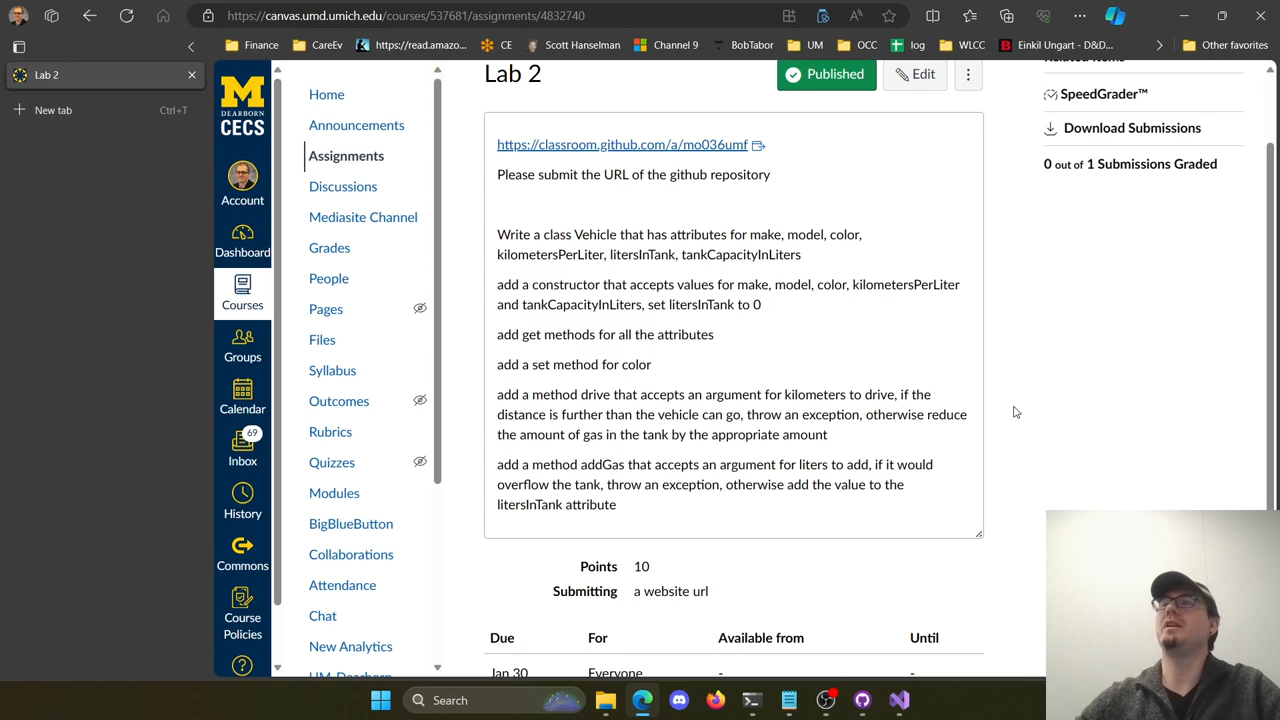 https://canvas.umd.umich.edu/courses/537681/assignments/4832740
Finance
CareEv
https://read.amazo...
CE
Scott Hanselman
Channel 9
BobTabor
UM
OCC
log
WLCC
Einkil Ungart - D&D...
Other favorites
Lab 2
New tab
Ctrl+T
M
DEARBORN
CECS
Account
Dashboard
Courses
Groups
Calendar
69
Inbox
History
Commons
Course
Policies
Home
Announcements
Assignments
Discussions
Mediasite Channel
Grades
People
Pages
Files
Syllabus
Outcomes
Rubrics
Quizzes
Modules
BigBlueButton
Collaborations
Attendance
Chat
New Analytics
UM-Dearborn
Lab 2
Published
Edit
https://classroom.github.com/a/mo036umf
Please submit the URL of the github repository
Write a class Vehicle that has attributes for make, model, color,
kilometersPerLiter, litersInTank, tankCapacityInLiters
add a constructor that accepts values for make, model, color, kilometersPerLiter
and tankCapacityInLiters, set litersInTank to 0
add get methods for all the attributes
add a set method for color
add a method drive that accepts an argument for kilometers to drive, if the
distance is further than the vehicle can go, throw an exception, otherwise reduce
the amount of gas in the tank by the appropriate amount
add a method addGas that accepts an argument for liters to add, if it would
overflow the tank, throw an exception, otherwise add the value to the
litersInTank attribute
Points 10
Submitting a website url
Due For Available from Until
Jan 30 Everyone - -
Related Items
SpeedGrader™
Download Submissions
0 out of 1 Submissions Graded
Search